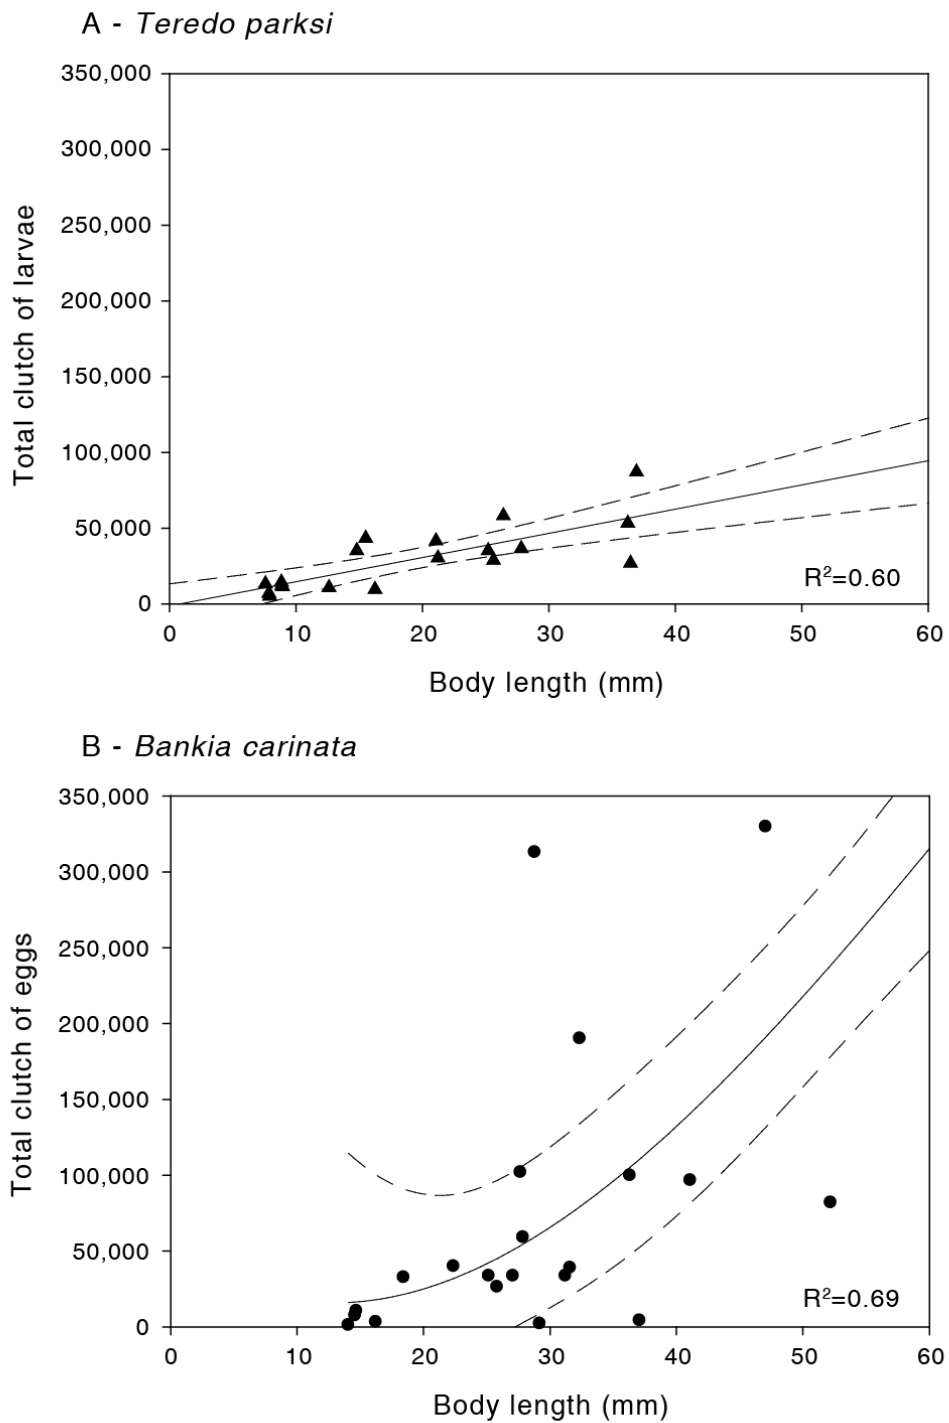 A - Teredo parksi
350,000
300,000
250,000
200,000
150,000
100,000
50,000
0
Total clutch of larvae
R²=0.60
0 10 20 30 40 50 60
Body length (mm)
B - Bankia carinata
350,000
300,000
250,000
200,000
150,000
100,000
50,000
0
Total clutch of eggs
R²=0.69
0 10 20 30 40 50 60
Body length (mm)